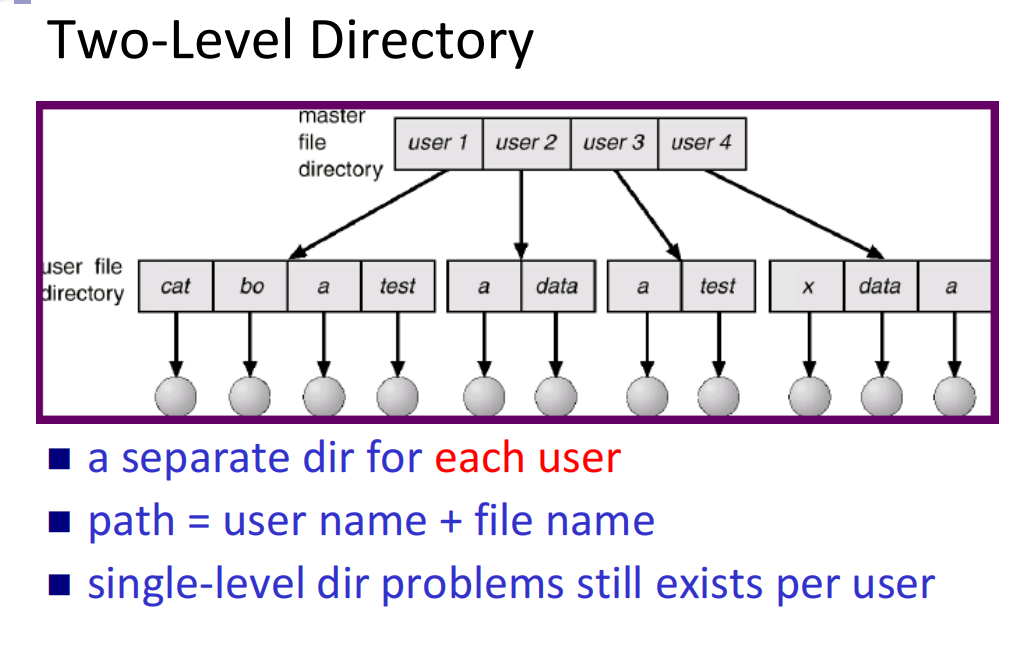 Two-Level Directory
master
file
directory
user 1 user 2 user 3 user 4
user file
directory
cat bo a test a data a test x data a
a separate dir for each user
path = user name + file name
single-level dir problems still exists per user